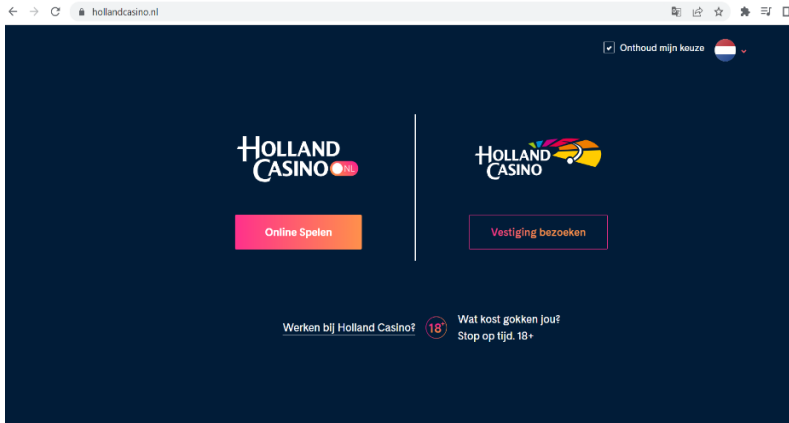 hollandcasino.nl
Onthoud mijn keuze
HOLLAND
CASINO NL
HOLLAND
CASINO
Online Spelen
Vestiging bezoeken
Werken bij Holland Casino?
18+
Wat kost gokken jou?
Stop op tijd. 18+